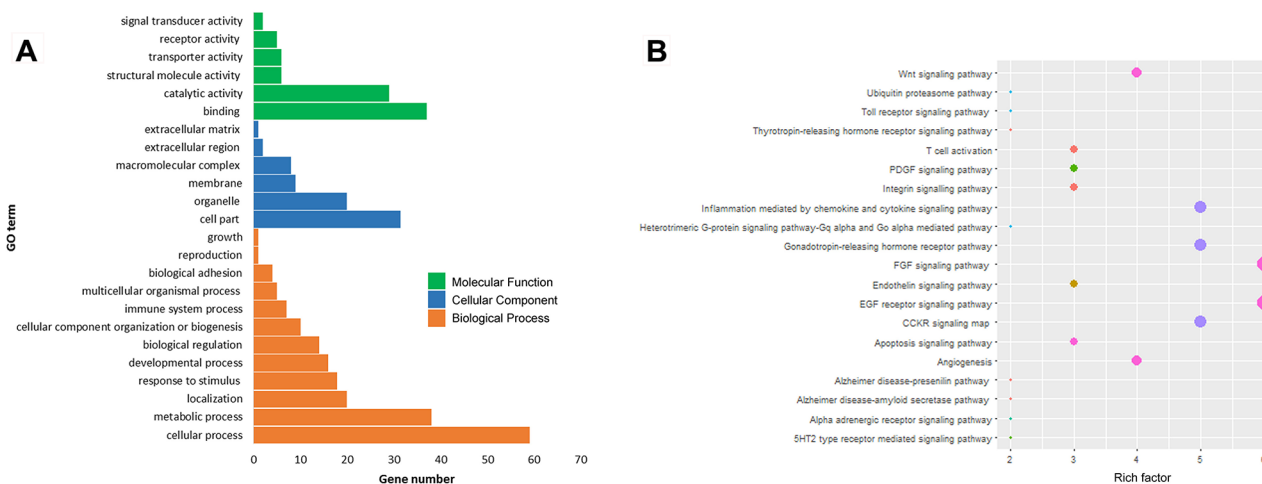 A
GO term
signal transducer activity
receptor activity
transporter activity
structural molecule activity
catalytic activity
binding
extracellular matrix
extracellular region
macromolecular complex
membrane
organelle
cell part
growth
reproduction
biological adhesion
multicellular organismal process
immune system process
cellular component organization or biogenesis
biological regulation
developmental process
response to stimulus
localization
metabolic process
cellular process
0 10 20 30 40 50 60 70
Gene number
Molecular Function
Cellular Component
Biological Process
B
Wnt signaling pathway
Ubiquitin proteasome pathway
Toll receptor signaling pathway
Thyrotropin-releasing hormone receptor signaling pathway
T cell activation
PDGF signaling pathway
Integrin signalling pathway
Inflammation mediated by chemokine and cytokine signaling pathway
Heterotrimeric G-protein signaling pathway-Gq alpha and Go alpha mediated pathway
Gonadotropin-releasing hormone receptor pathway
FGF signaling pathway
Endothelin signaling pathway
EGF receptor signaling pathway
CCKR signaling map
Apoptosis signaling pathway
Angiogenesis
Alzheimer disease-presenilin pathway
Alzheimer disease-amyloid secretase pathway
Alpha adrenergic receptor signaling pathway
5HT2 type receptor mediated signaling pathway
2 3 4 5
Rich factor